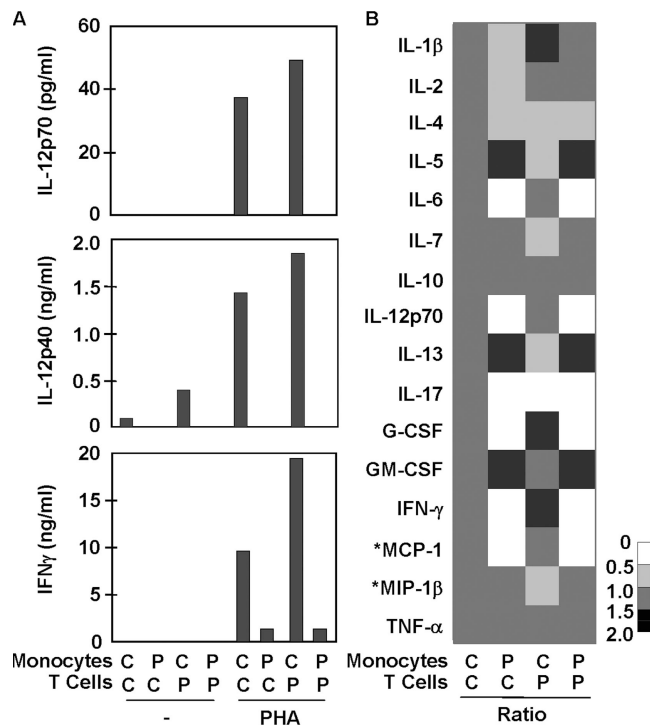 A
IL-12p70 (pg/ml)
60
40
20
0
IL-12p40 (ng/ml)
2.0
1.5
1.0
0.5
0
IFNγ (ng/ml)
20
15
10
5
0
Monocytes C P C P C P C P
T Cells C C P P C C P P
- PHA
B
IL-1β
IL-2
IL-4
IL-5
IL-6
IL-7
IL-10
IL-12p70
IL-13
IL-17
G-CSF
GM-CSF
IFN-γ
*MCP-1
*MIP-1β
TNF-α
0
0.5
1.0
1.5
2.0
Monocytes C P C P
T Cells C C P P
Ratio